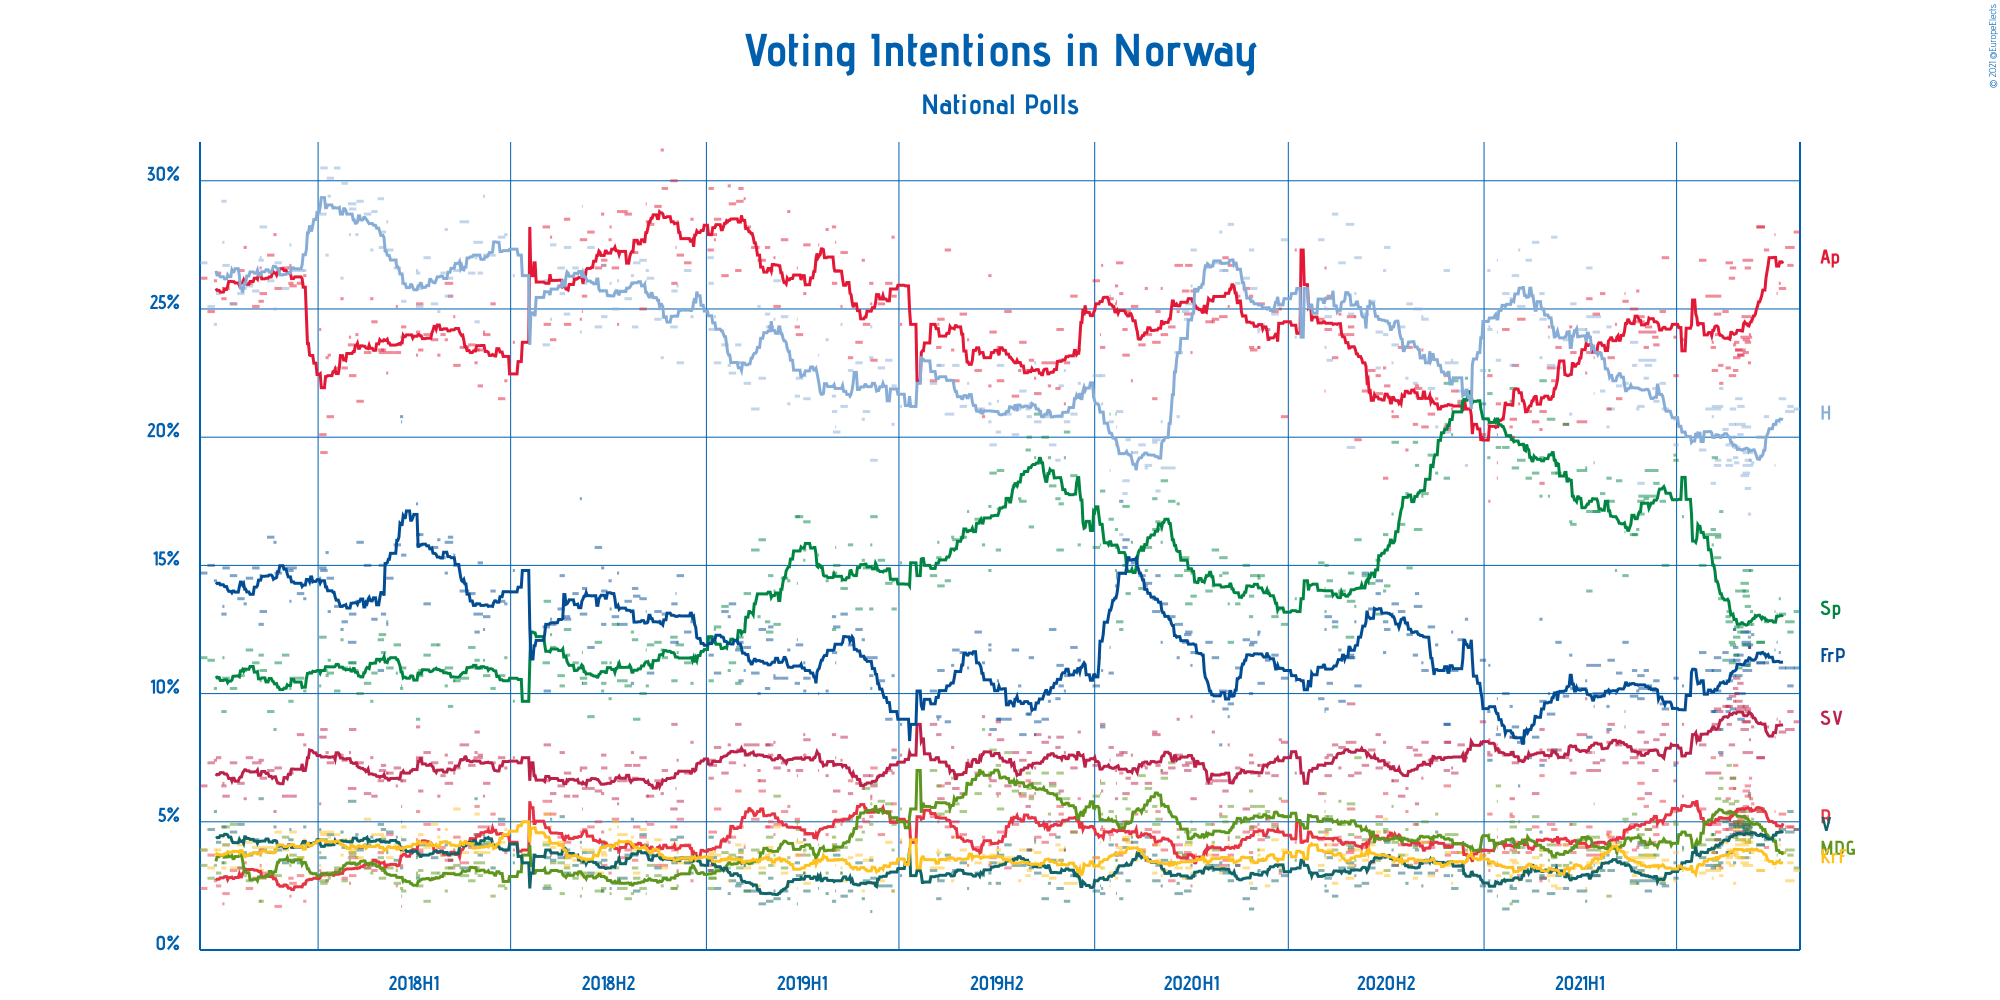 Voting Intentions in Norway
National Polls
© 2021 @EuropeElects
30%
25%
20%
15%
10%
5%
0%
Ap
H
Sp
FrP
SV
R
V
MDG
KrF
2018H1
2018H2
2019H1
2019H2
2020H1
2020H2
2021H1